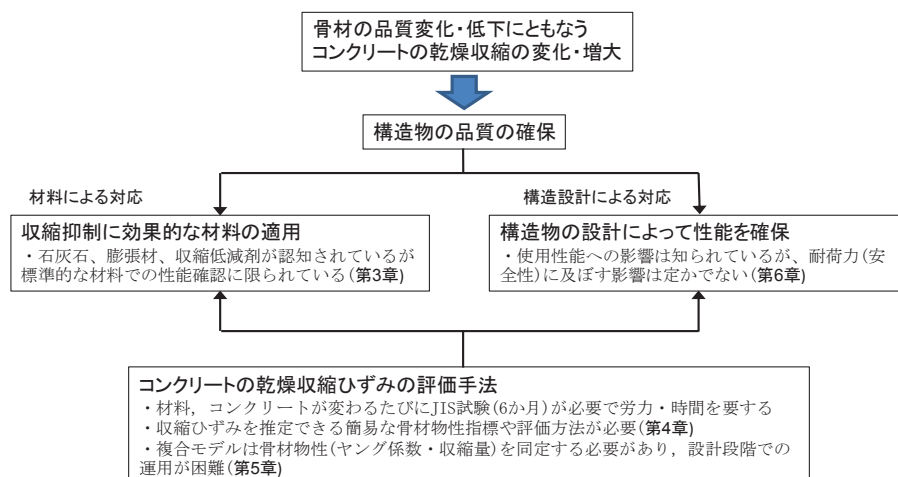 骨材の品質変化・低下にともなう
コンクリートの乾燥収縮の変化・増大
構造物の品質の確保
材料による対応
収縮抑制に効果的な材料の適用
・石灰石、膨張材、収縮低減剤が認知されているが
標準的な材料での性能確認に限られている(第3章)
構造設計による対応
構造物の設計によって性能を確保
・使用性能への影響は知られているが、耐荷力(安
全性)に及ぼす影響は定かでない(第6章)
コンクリートの乾燥収縮ひずみの評価手法
・材料，コンクリートが変わるたびにJIS試験(6か月)が必要で労力・時間を要する
・収縮ひずみを推定できる簡易な骨材物性指標や評価方法が必要(第4章)
・複合モデルは骨材物性(ヤング係数・収縮量)を同定する必要があり，設計段階での
運用が困難(第5章)